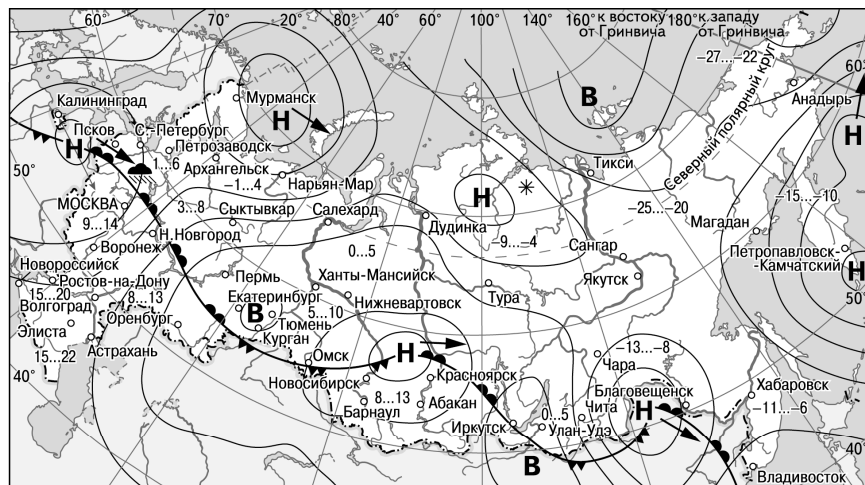 70° 20° 80° 40° 60° 100° 140° 160° к востоку от Гринвича 180° к западу от Гринвича
Калининград
Мурманск
В
–27...–22
60°
Анадырь
Северный полярный круг
Псков
С.-Петербург
Н
Н
Н
Петрозаводск
50°
1...6
Архангельск
–1...4
Нарьян-Мар
Тикси
МОСКВА
9...14
3...8
Сыктывкар
Салехард
Н
Дудинка
–9...–4
–25...–20
–15...–10
Магадан
Воронеж
Н.Новгород
0...5
Сангар
Петропавловск-
Камчатский
Н
Новороссийск
Ростов-на-Дону
Пермь
Ханты-Мансийск
Тура
Якутск
50°
15...20
8...13
Волгоград
Екатеринбург
5...10
Нижневартовск
Оренбург
В
Тюмень
Курган
Элиста
Астрахань
15...22
Омск
Н
–13...–8
Чара
40°
Новосибирск
Красноярск
Благовещенск
Хабаровск
8...13
Барнаул
Абакан
0...5
Чита
Н
–11...–6
Иркутск
Улан-Удэ
В
40°
Владивосток